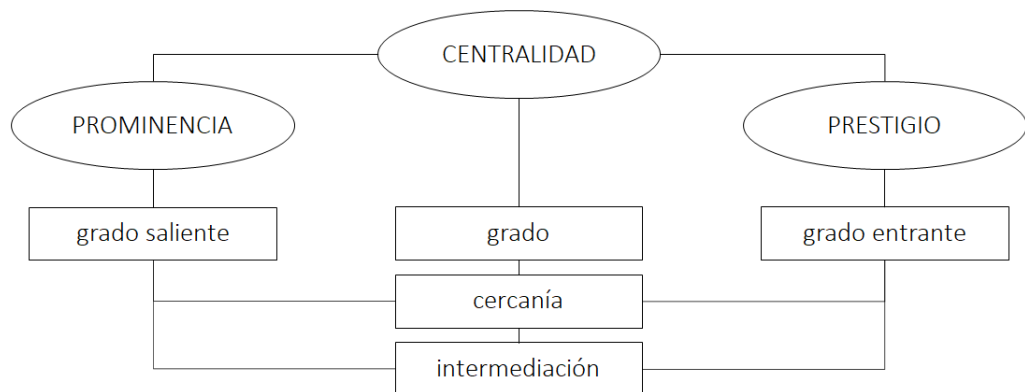 CENTRALIDAD
PROMINENCIA
PRESTIGIO
grado saliente
grado
grado entrante
cercanía
intermediación